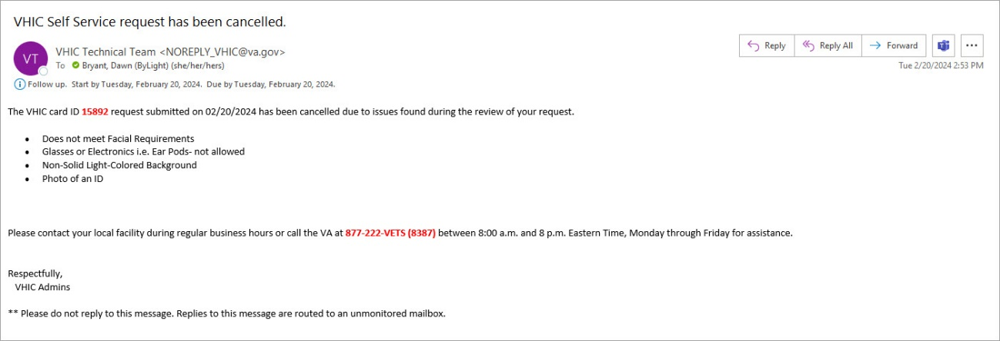 VHIC Self Service request has been cancelled.
VT
VHIC Technical Team <NOREPLY_VHIC@va.gov>
To Bryant, Dawn (ByLight) (she/her/hers)
Reply
Reply All
Forward
...
Tue 2/20/2024 2:53 PM
Follow up. Start by Tuesday, February 20, 2024. Due by Tuesday, February 20, 2024.
The VHIC card ID 15892 request submitted on 02/20/2024 has been cancelled due to issues found during the review of your request.
• Does not meet Facial Requirements
• Glasses or Electronics i.e. Ear Pods- not allowed
• Non-Solid Light-Colored Background
• Photo of an ID
Please contact your local facility during regular business hours or call the VA at 877-222-VETS (8387) between 8:00 a.m. and 8 p.m. Eastern Time, Monday through Friday for assistance.
Respectfully,
VHIC Admins
** Please do not reply to this message. Replies to this message are routed to an unmonitored mailbox.